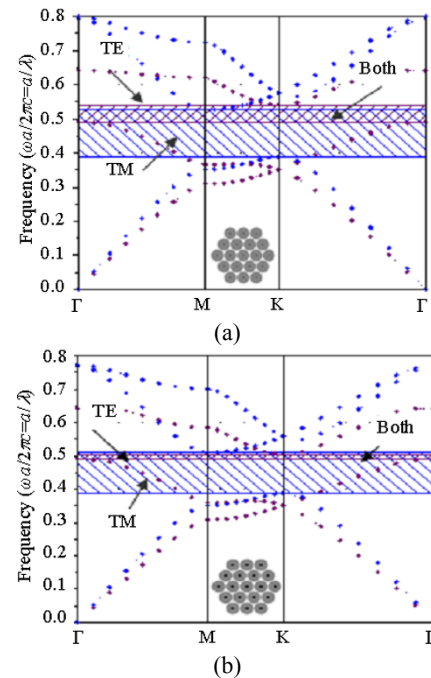 0.8
0.7
0.6
0.5
0.4
0.3
0.2
0.1
0.0
Frequency (ωa/2πc=a/λ)
TE
Both
TM
Γ M K Γ
(a)
0.8
0.7
0.6
0.5
0.4
0.3
0.2
0.1
0.0
Frequency (ωa/2πc=a/λ)
TE
Both
TM
Γ M K Γ
(b)